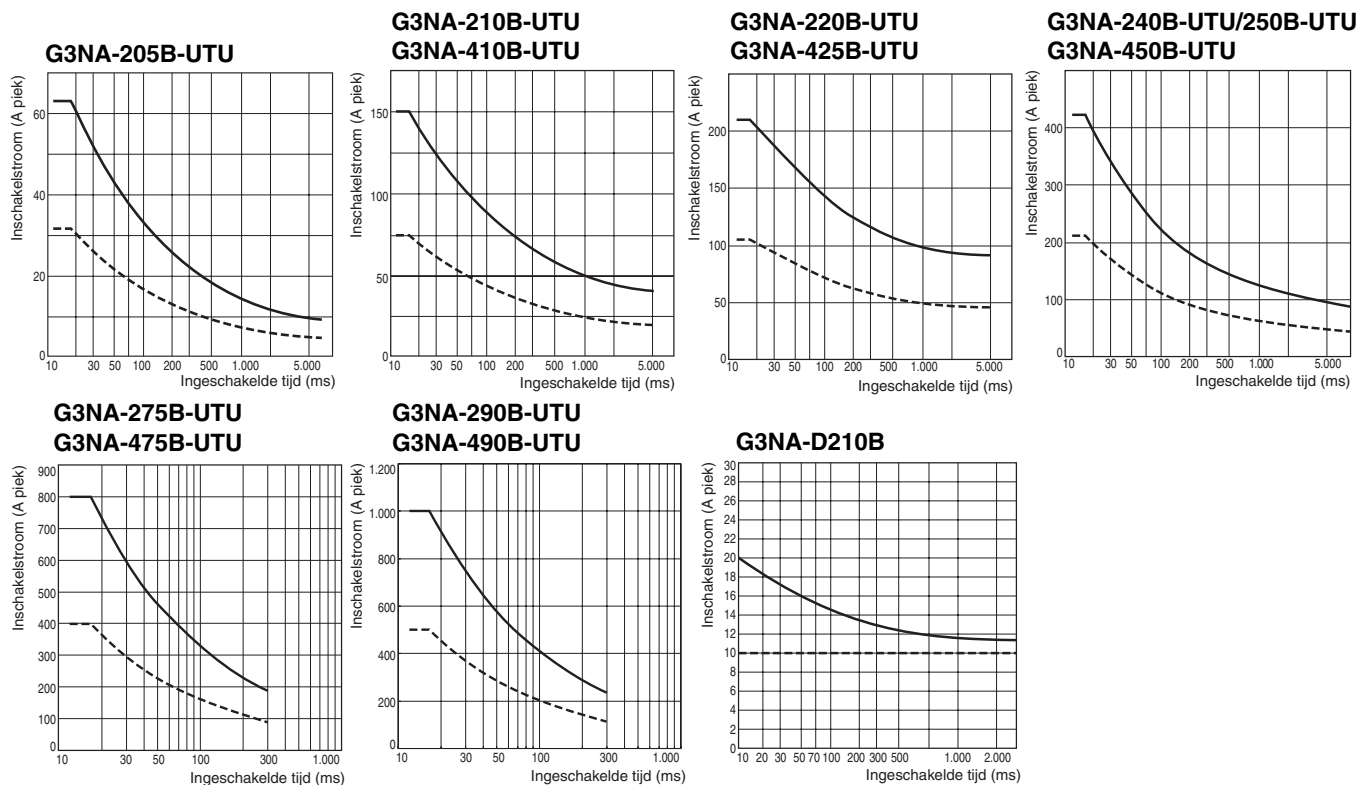 G3NA-205B-UTU
Inschakelstroom (A piek)
60
40
20
0
10 30 50 100 200 500 1.000 5.000
Ingeschakelde tijd (ms)
G3NA-210B-UTU
G3NA-410B-UTU
Inschakelstroom (A piek)
150
100
50
0
10 30 50 100 200 500 1.000 5.000
Ingeschakelde tijd (ms)
G3NA-220B-UTU
G3NA-425B-UTU
Inschakelstroom (A piek)
200
150
100
50
0
10 30 50 100 200 500 1.000 5.000
Ingeschakelde tijd (ms)
G3NA-240B-UTU/250B-UTU
G3NA-450B-UTU
Inschakelstroom (A piek)
400
300
200
100
0
10 30 50 100 200 500 1.000 5.000
Ingeschakelde tijd (ms)
G3NA-275B-UTU
G3NA-475B-UTU
Inschakelstroom (A piek)
900
800
700
600
500
400
300
200
100
0
10 30 50 100 300 1.000
Ingeschakelde tijd (ms)
G3NA-290B-UTU
G3NA-490B-UTU
Inschakelstroom (A piek)
1.200
1.000
800
600
400
200
0
10 30 50 100 300 1.000
Ingeschakelde tijd (ms)
G3NA-D210B
Inschakelstroom (A piek)
30
28
26
24
22
20
18
16
14
12
10
8
6
4
2
0
10 20 30 50 70 100 200 300 500 1.000 2.000
Ingeschakelde tijd (ms)